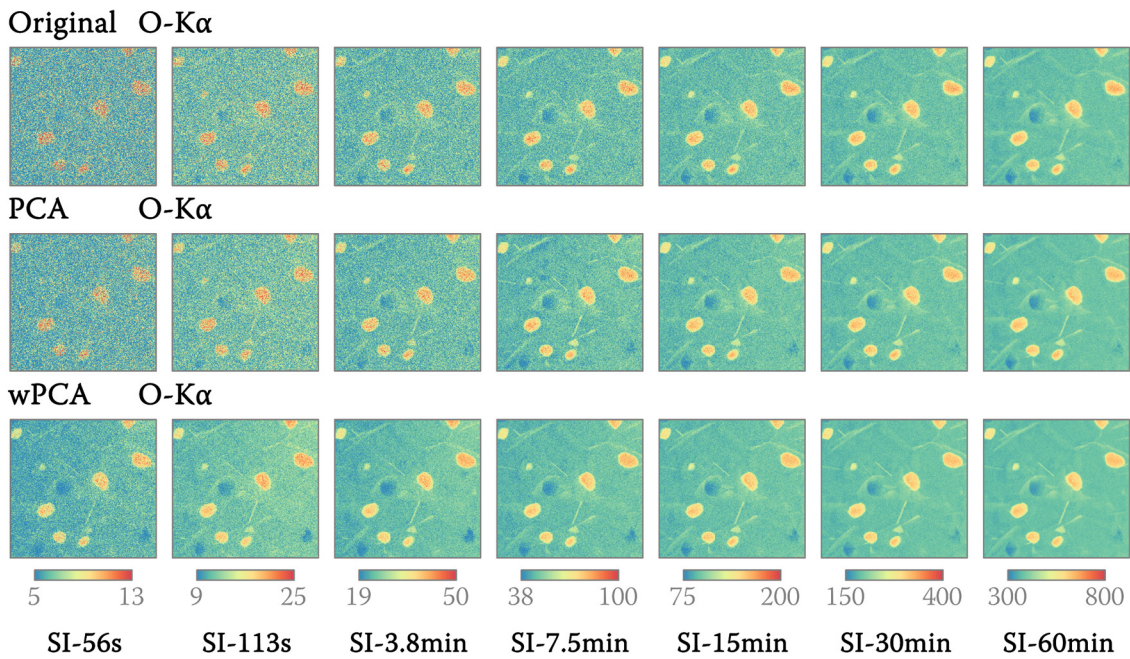 Original O-Kα
PCA O-Kα
wPCA O-Kα
5 13 9 25 19 50 38 100 75 200 150 400 300 800
SI-56s SI-113s SI-3.8min SI-7.5min SI-15min SI-30min SI-60min